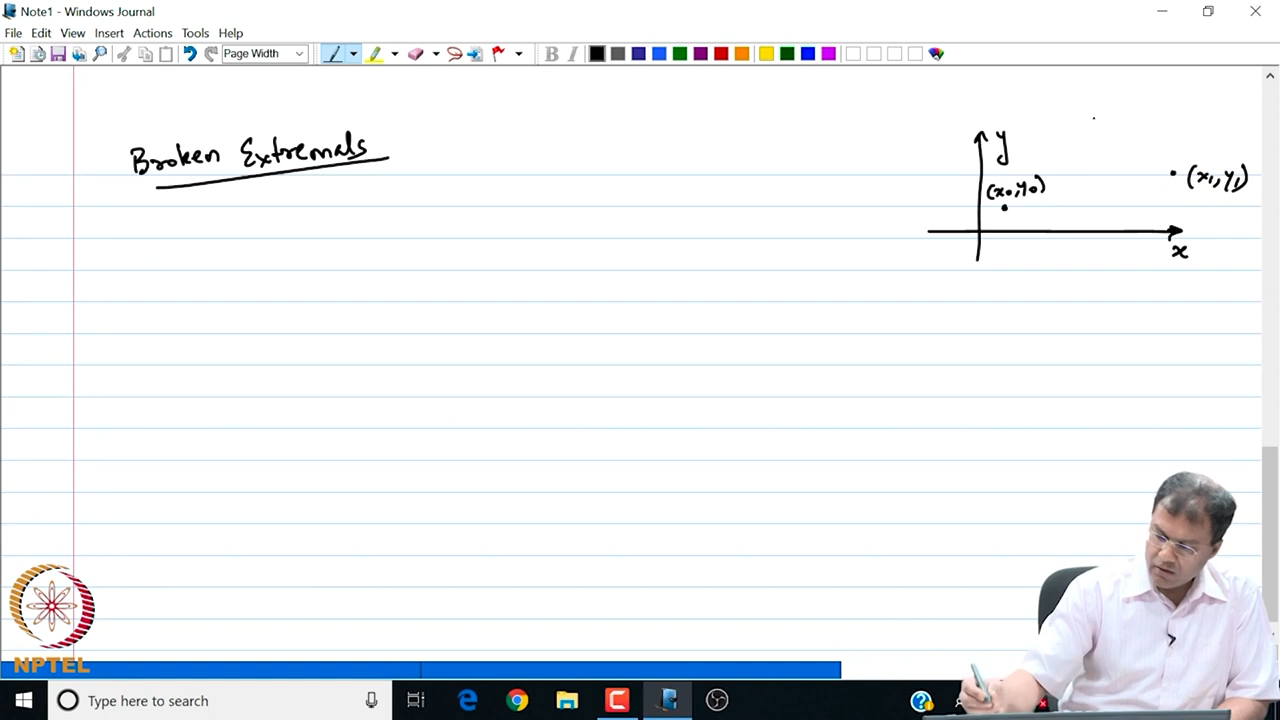 Note1 - Windows Journal
File Edit View Insert Actions Tools Help
Page Width B I
Broken Extremals
y
(x₀,y₀)
(x₁,y₁)
x
NPTEL
Type here to search